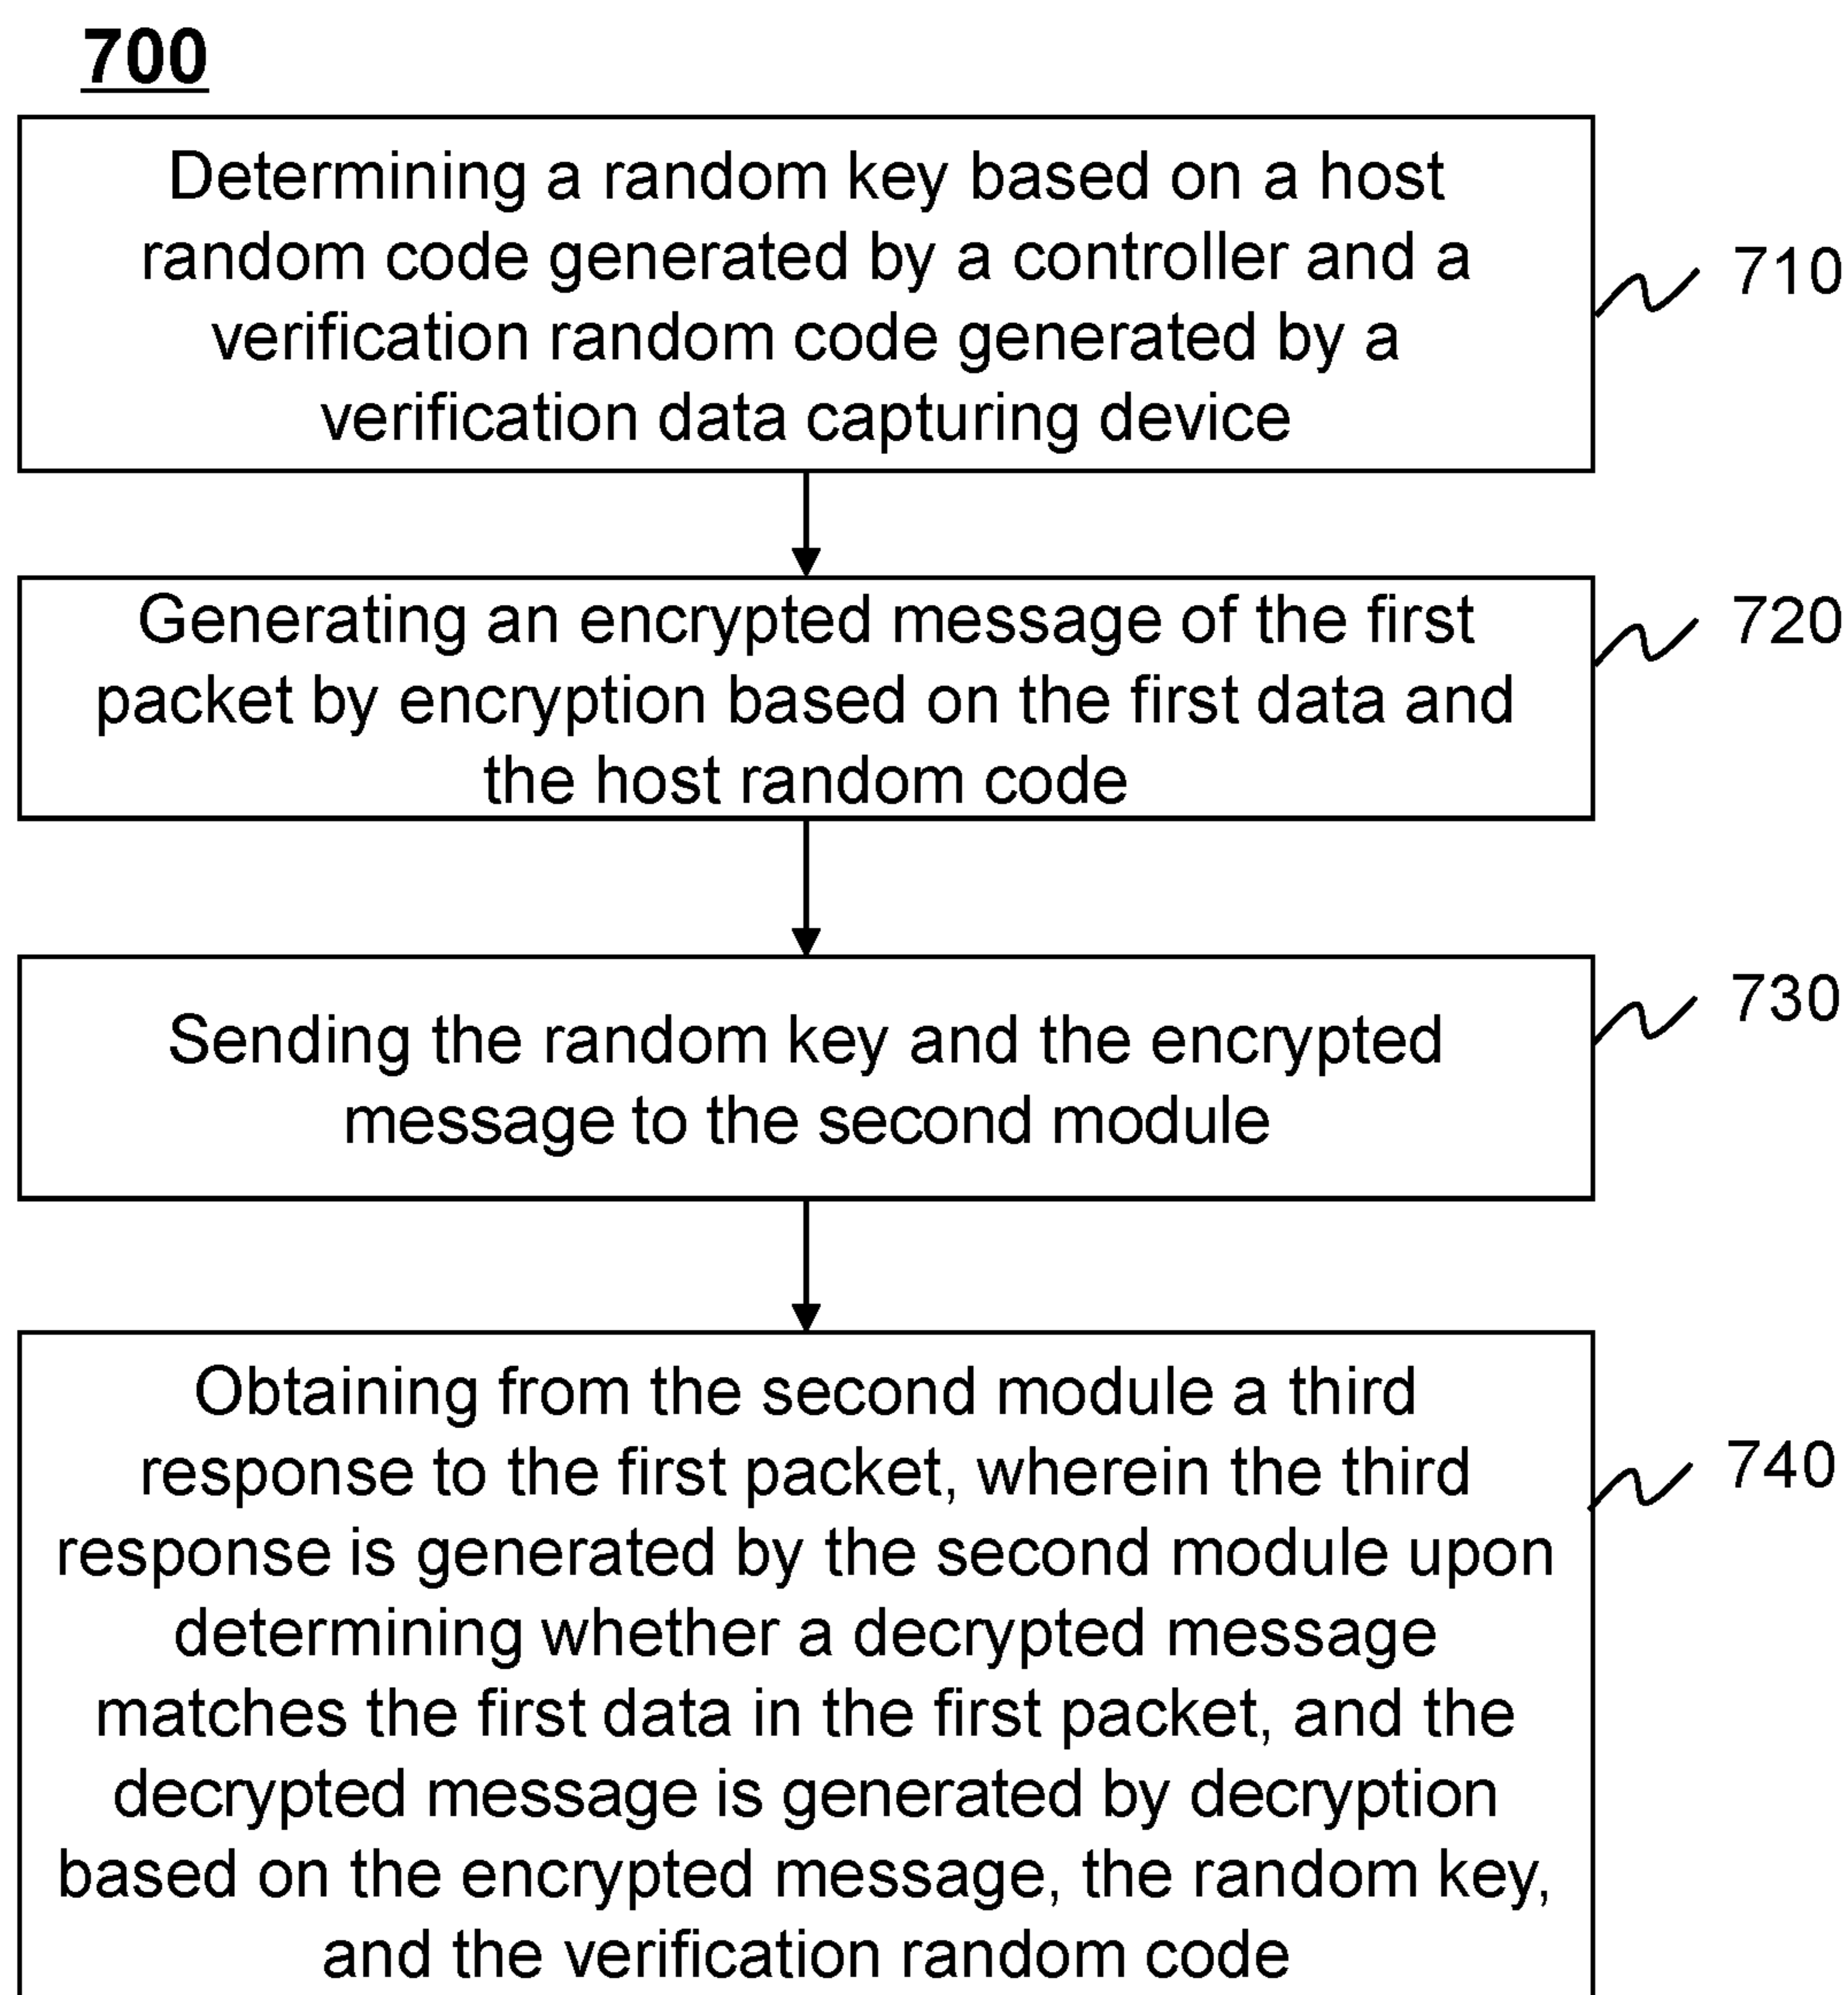 700
Determining a random key based on a host
random code generated by a controller and a
verification random code generated by a
verification data capturing device
710
Generating an encrypted message of the first
packet by encryption based on the first data and
the host random code
720
Sending the random key and the encrypted
message to the second module
730
Obtaining from the second module a third
response to the first packet, wherein the third
response is generated by the second module upon
determining whether a decrypted message
matches the first data in the first packet, and the
decrypted message is generated by decryption
based on the encrypted message, the random key,
and the verification random code
740